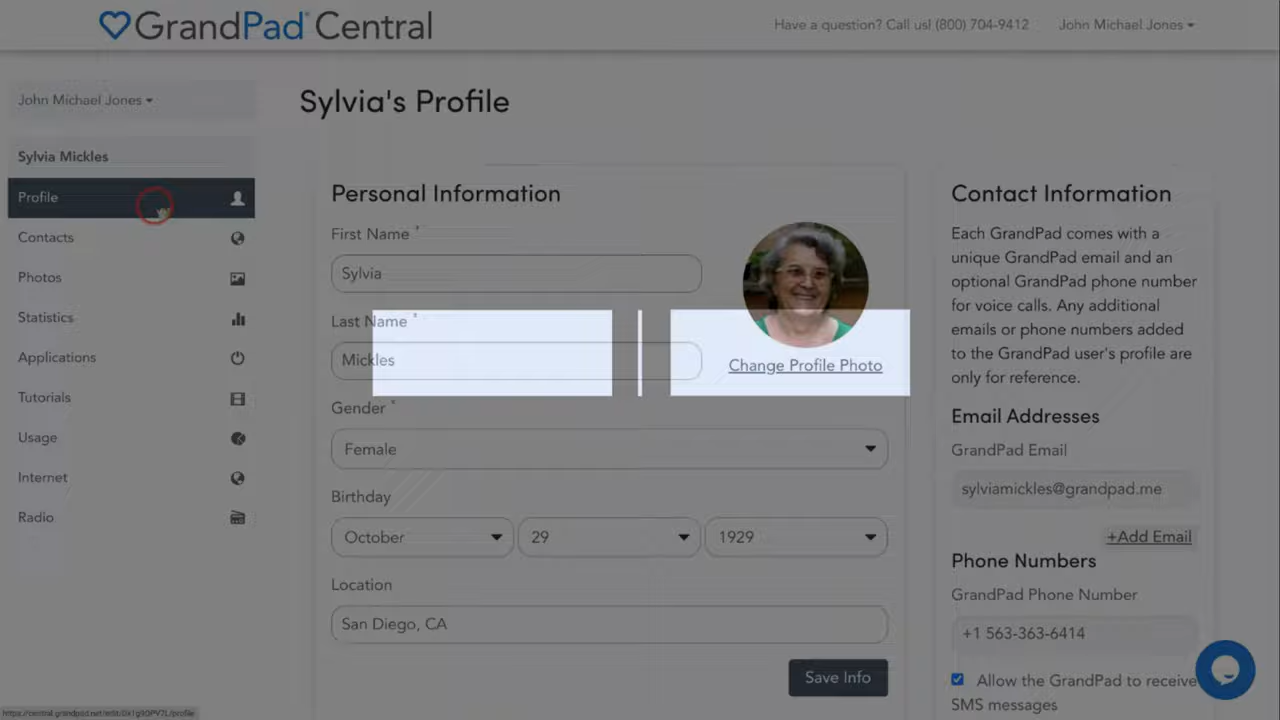 GrandPad Central
Have a question? Call us! (800) 704-9412
John Michael Jones
John Michael Jones
Sylvia Mickles
Profile
Contacts
Photos
Statistics
Applications
Tutorials
Usage
Internet
Radio
Sylvia's Profile
Personal Information
First Name *
Sylvia
Last Name *
Mickles
Change Profile Photo
Gender *
Female
Birthday
October 29 1929
Location
San Diego, CA
Save Info
Contact Information
Each GrandPad comes with a
unique GrandPad email and an
optional GrandPad phone number
for voice calls. Any additional
emails or phone numbers added
to the GrandPad user's profile are
only for reference.
Email Addresses
GrandPad Email
sylviamickles@grandpad.me
+Add Email
Phone Numbers
GrandPad Phone Number
+1 563-363-6414
Allow the GrandPad to receive
SMS messages